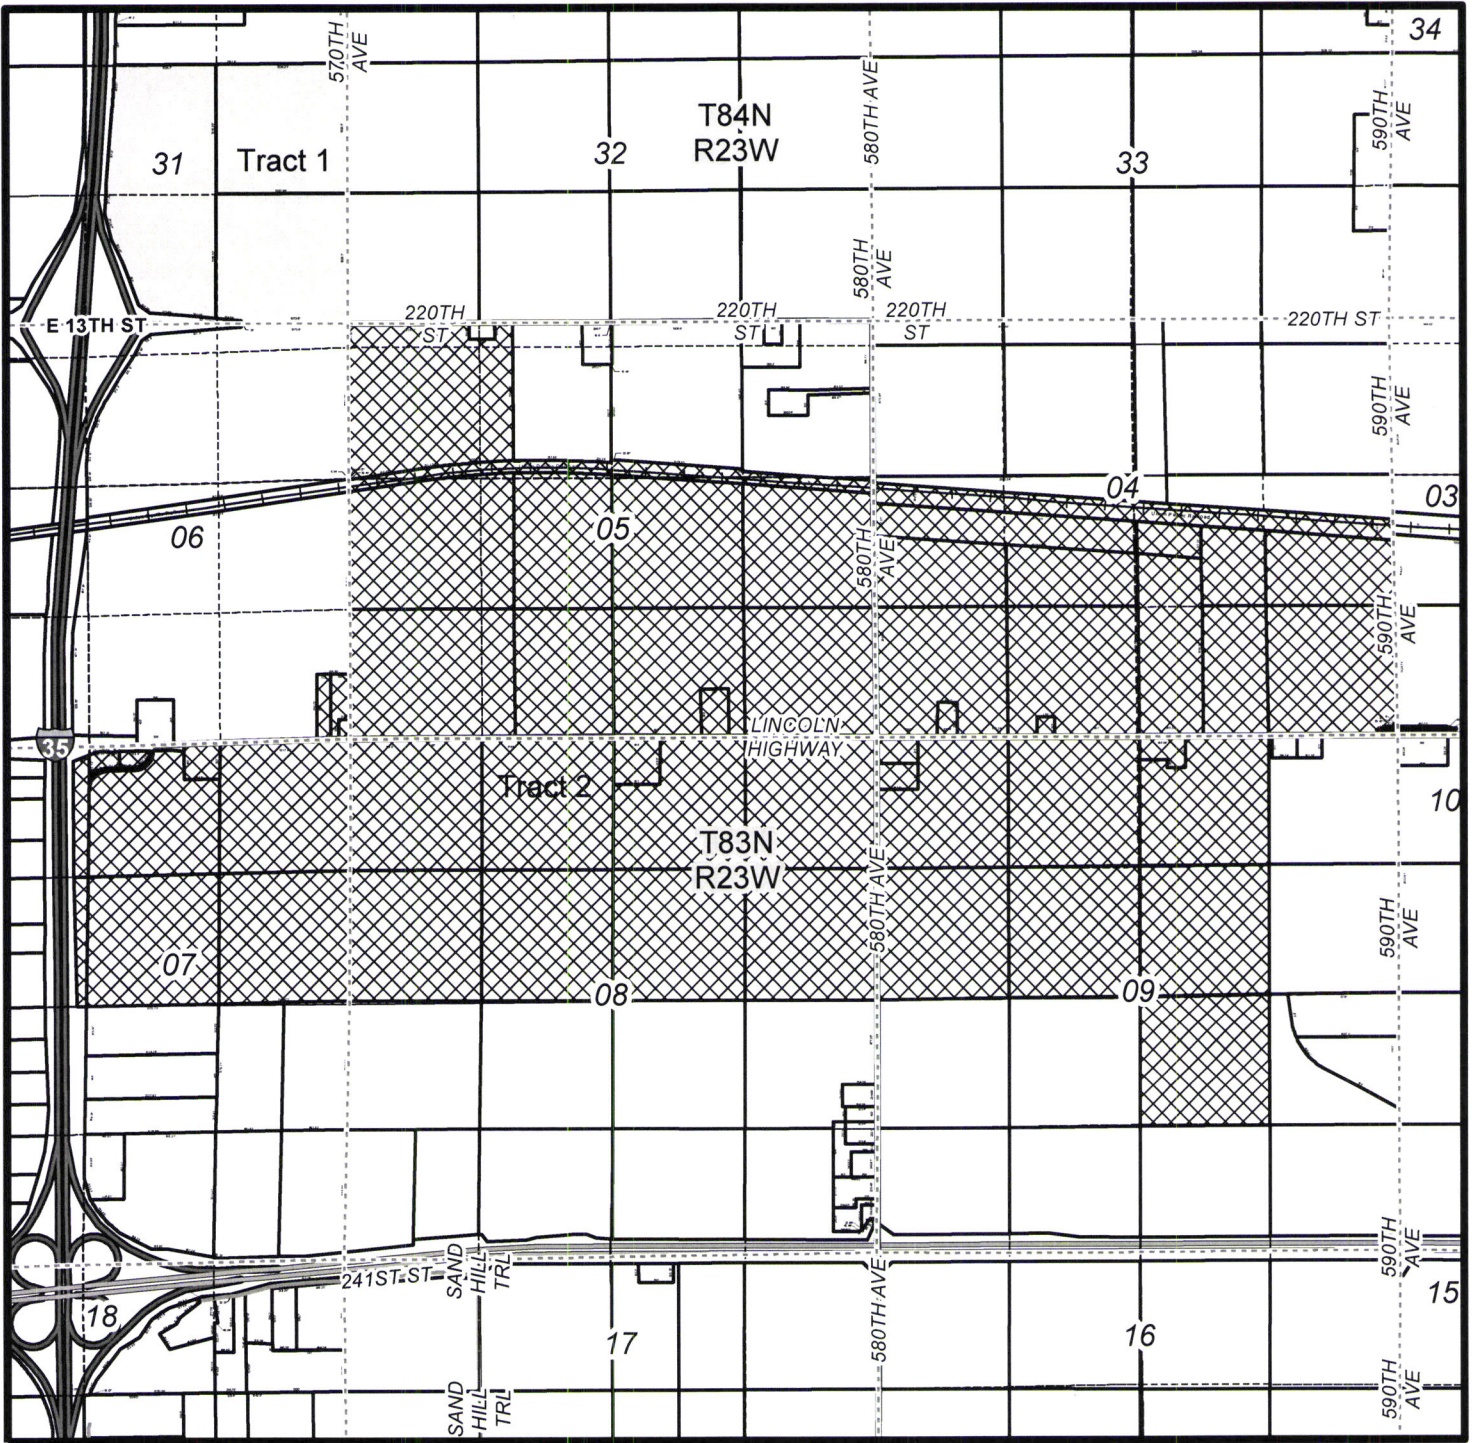 34
570TH
AVE
580TH AVE
590TH
AVE
T84N
R23W
31
Tract 1
32
33
580TH
AVE
E 13TH ST
220TH
ST
220TH
ST
220TH
ST
220TH ST
590TH
AVE
04
03
06
05
580TH
AVE
590TH
AVE
35
LINCOLN
HIGHWAY
Tract 2
10
T83N
R23W
580TH AVE
590TH
AVE
07
08
09
241ST ST
SAND
HILL
TRL
580TH AVE
590TH
AVE
15
18
17
16
SAND
HILL
TRL
590TH
AVE